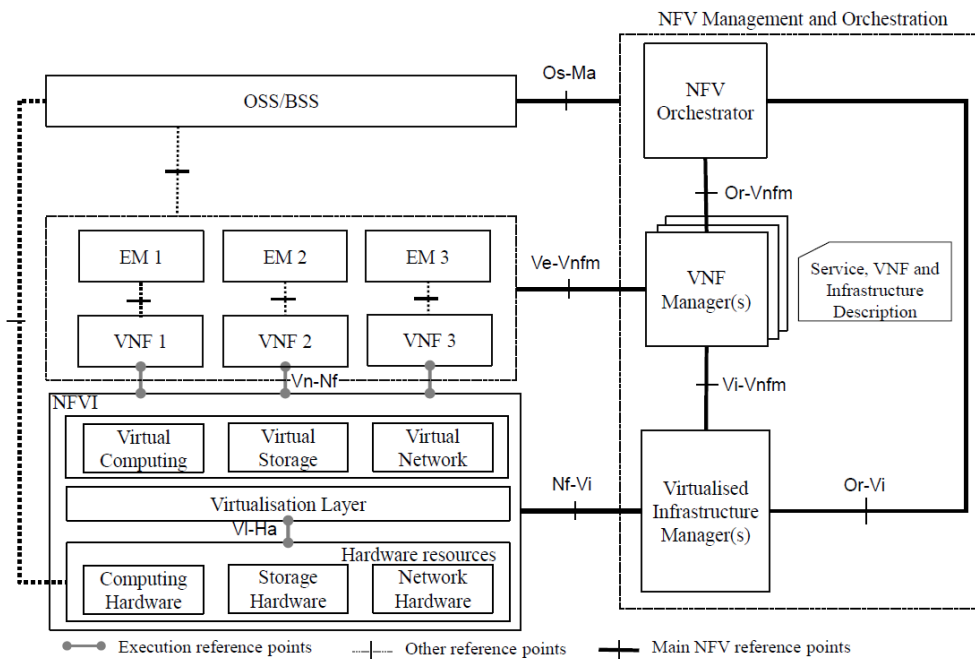 NFV Management and Orchestration
Os-Ma
OSS/BSS
NFV
Orchestrator
Or-Vnfm
EM 1
EM 2
EM 3
Ve-Vnfm
VNF
Manager(s)
Service, VNF and
Infrastructure
Description
VNF 1
VNF 2
VNF 3
Vn-Nf
Vi-Vnfm
NFVI
Virtual
Computing
Virtual
Storage
Virtual
Network
Nf-Vi
Virtualised
Infrastructure
Manager(s)
Or-Vi
Virtualisation Layer
Vl-Ha
Hardware resources
Computing
Hardware
Storage
Hardware
Network
Hardware
Execution reference points
Other reference points
Main NFV reference points